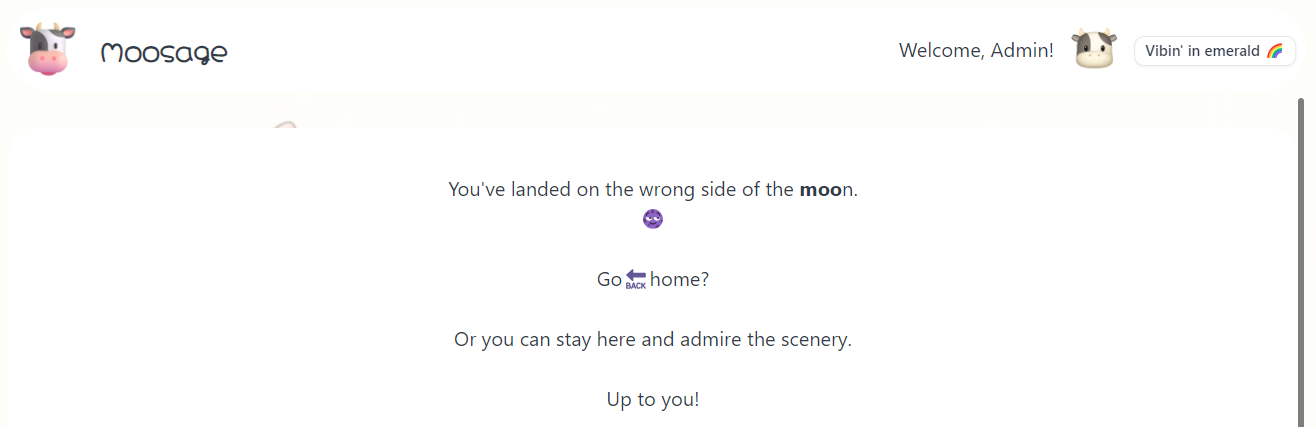 Moosage
Welcome, Admin!
Vibin' in emerald 🌈
You've landed on the wrong side of the moon.
Go BACK home?
Or you can stay here and admire the scenery.
Up to you!